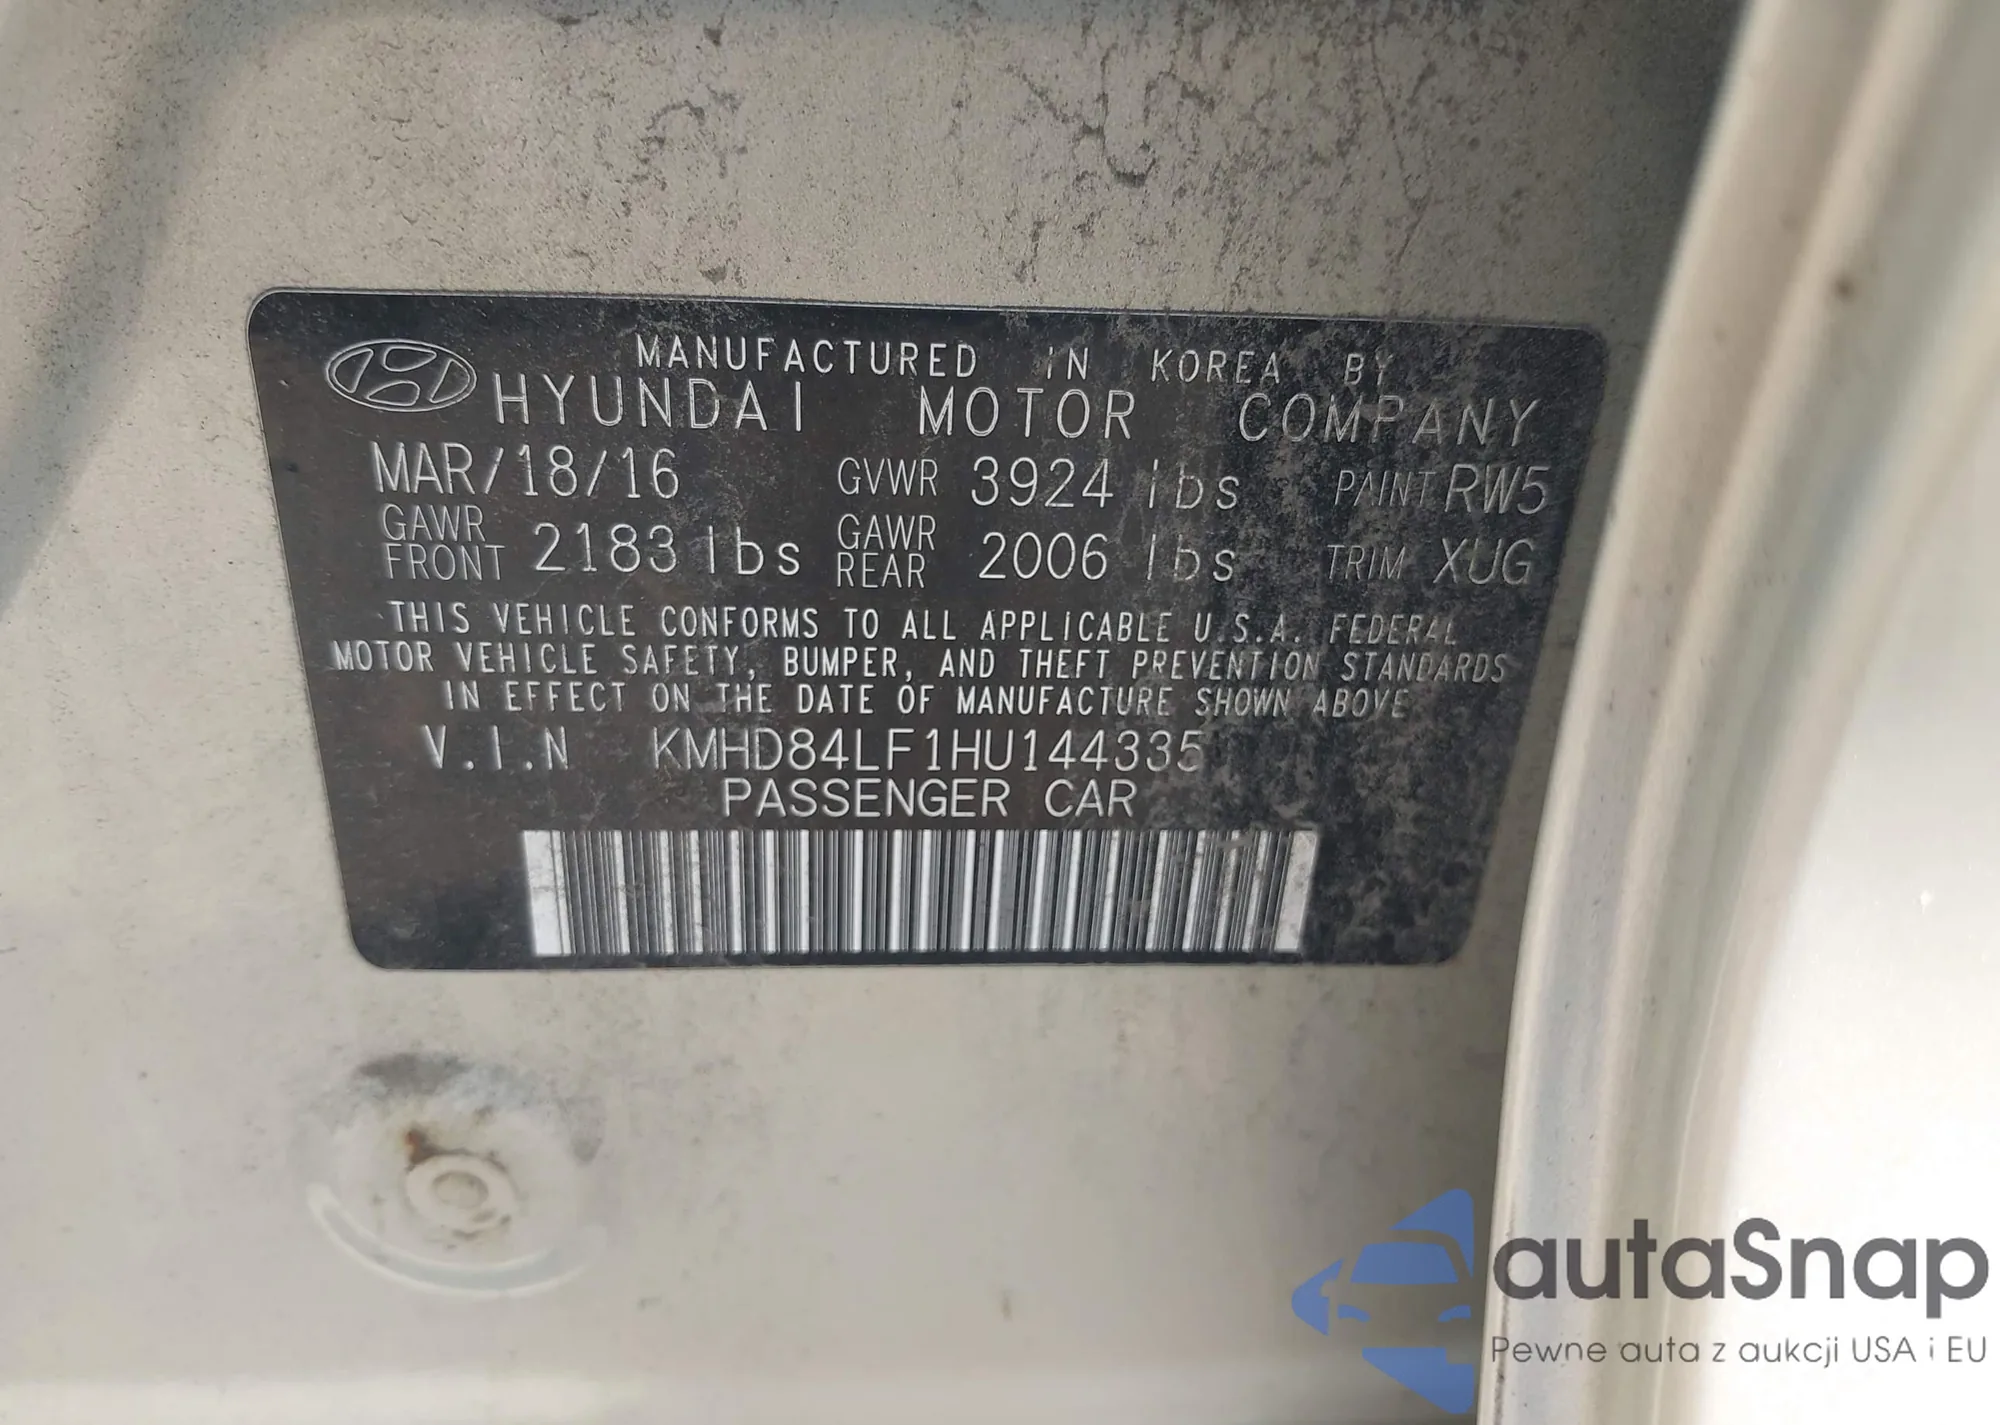 MANUFACTURED IN KOREA BY
HYUNDAI MOTOR COMPANY
MAR/18/16 GVWR 3924 lbs PAINT RW5
GAWR FRONT 2183 lbs GAWR REAR 2006 lbs TRIM XUG
THIS VEHICLE CONFORMS TO ALL APPLICABLE U.S.A. FEDERAL
MOTOR VEHICLE SAFETY, BUMPER, AND THEFT PREVENTION STANDARDS
IN EFFECT ON THE DATE OF MANUFACTURE SHOWN ABOVE
V.I.N KMHD84LF1HU144335
PASSENGER CAR
autaSnap
Pewne auta z aukcji USA i EU